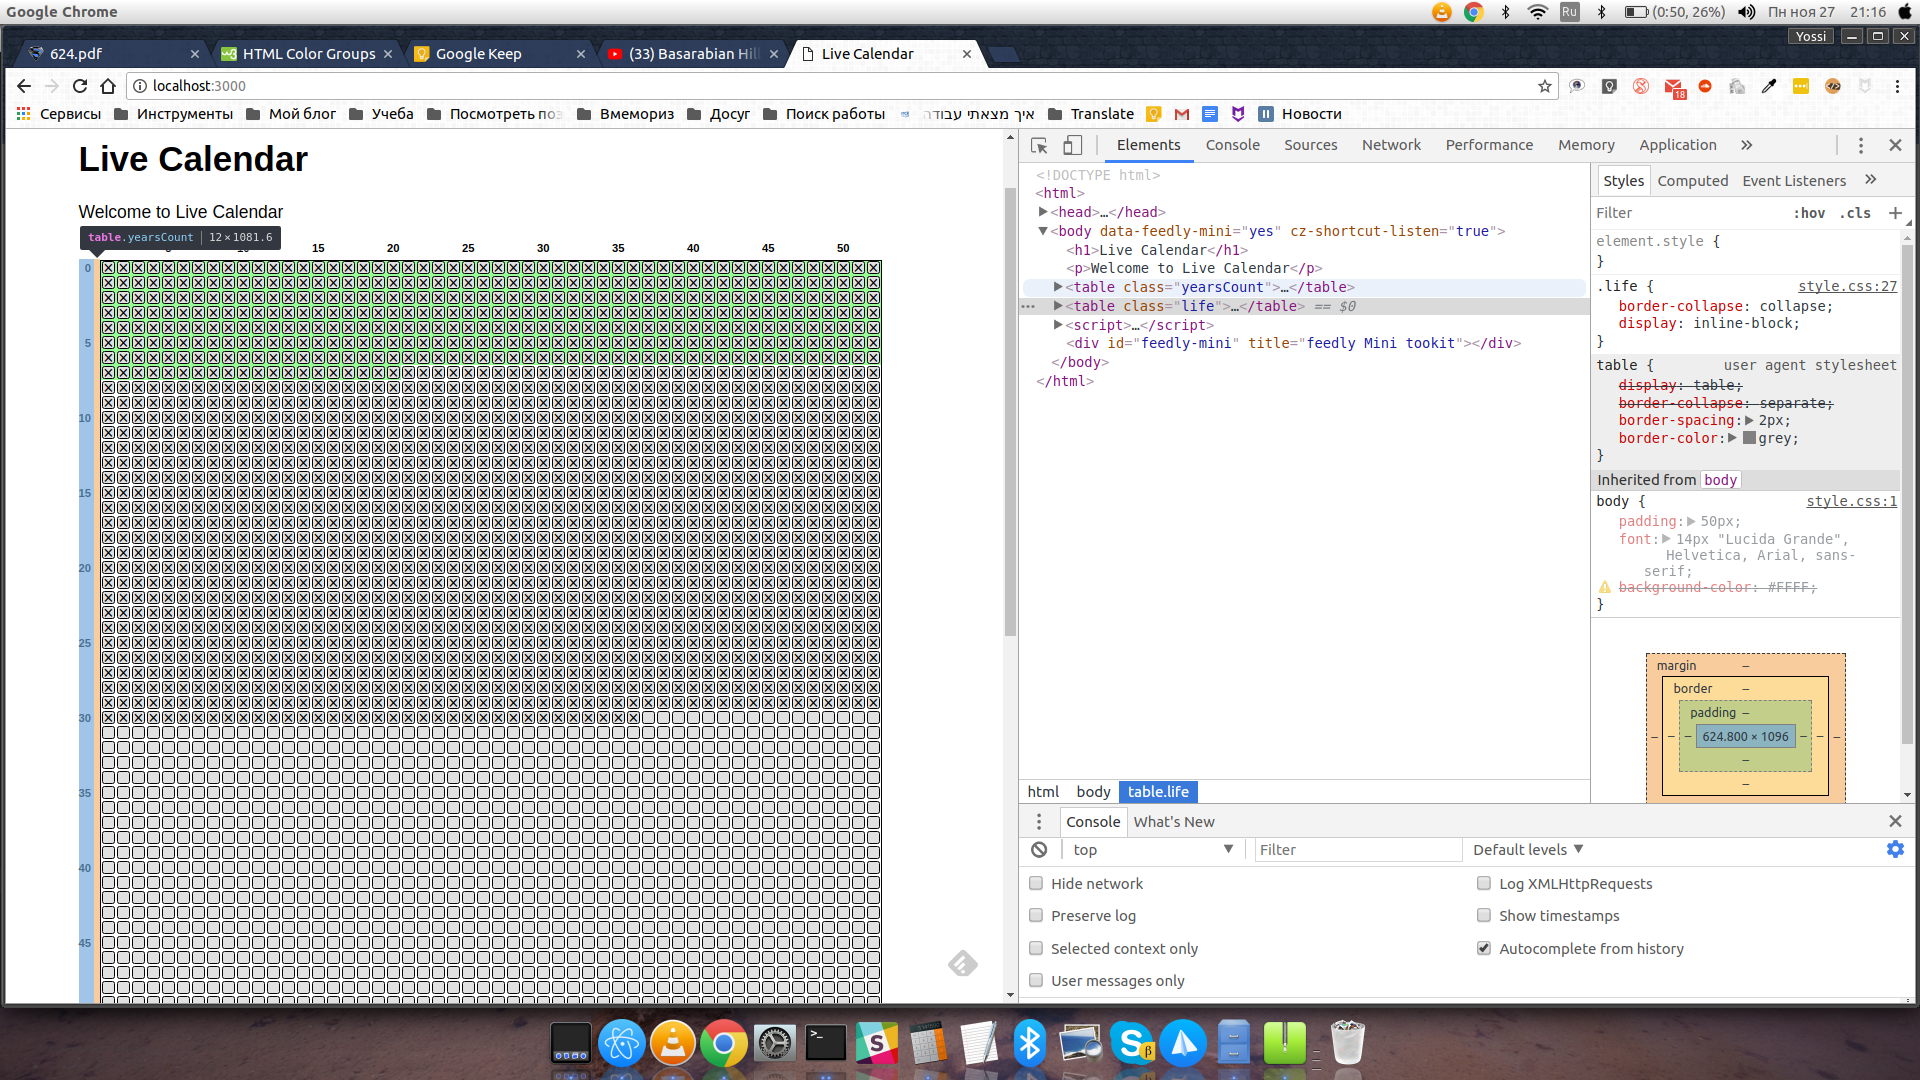 Google Chrome
Ru
(0:50, 26%)
Пн ноя 27
21:16
Yossi
624.pdf
HTML Color Groups
Google Keep
(33) Basarabian Hill
Live Calendar
localhost:3000
18
Сервисы
Инструменты
Мой блог
Учеба
Посмотреть поз
Вмемориз
Досуг
Поиск работы
איך מצאתי עבודה
Translate
Новости
Live Calendar
Welcome to Live Calendar
table.yearsCount 12×1081.6
15 20 25 30 35 40 45 50
0
5
10
15
20
25
30
35
40
45
Elements
Console
Sources
Network
Performance
Memory
Application
<!DOCTYPE html>
<html>
<head>…</head>
<body data-feedly-mini="yes" cz-shortcut-listen="true">
<h1>Live Calendar</h1>
<p>Welcome to Live Calendar</p>
<table class="yearsCount">…</table>
<table class="life">…</table> == $0
<script>…</script>
<div id="feedly-mini" title="feedly Mini tookit"></div>
</body>
</html>
html body table.life
Styles Computed Event Listeners
Filter :hov .cls
element.style {
}
.life { style.css:27
border-collapse: collapse;
display: inline-block;
}
table { user agent stylesheet
display: table;
border-collapse: separate;
border-spacing: 2px;
border-color: grey;
}
Inherited from body
body { style.css:1
padding: 50px;
font: 14px "Lucida Grande",
Helvetica, Arial, sans-
serif;
background-color: #FFFF;
}
margin –
border –
padding –
– – – 624.800 × 1096 – – –
–
–
Console What's New
top Filter Default levels
Hide network
Log XMLHttpRequests
Preserve log
Show timestamps
Selected context only
Autocomplete from history
User messages only
>_
S
S
β